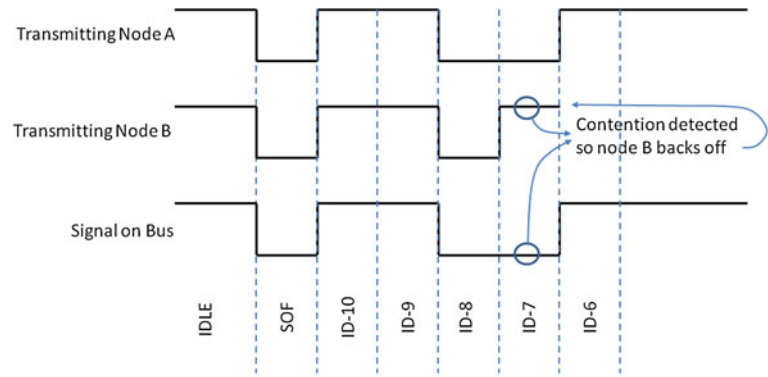 Transmitting Node A
Transmitting Node B
Contention detected
so node B backs off
Signal on Bus
IDLE
SOF
ID-10
ID-9
ID-8
ID-7
ID-6